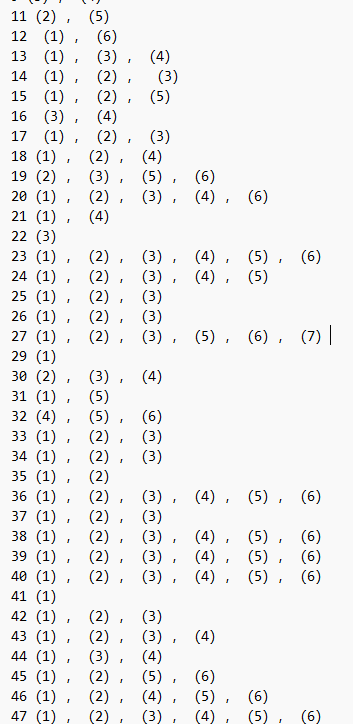 11 (2) ,  (5)
12  (1) ,  (6)
13  (1) ,  (3) ,  (4)
14  (1) ,  (2) ,   (3)
15  (1) ,  (2) ,  (5)
16  (3) ,  (4)
17  (1) ,  (2) ,  (3)
18 (1) ,  (2) ,  (4)
19 (2) ,  (3) ,  (5) ,  (6)
20 (1) ,  (2) ,  (3) ,  (4) ,  (6)
21 (1) ,  (4)
22 (3)
23 (1) ,  (2) ,  (3) ,  (4) ,  (5) ,  (6)
24 (1) ,  (2) ,  (3) ,  (4) ,  (5)
25 (1) ,  (2) ,  (3)
26 (1) ,  (2) ,  (3)
27 (1) ,  (2) ,  (3) ,  (5) ,  (6) ,  (7)
29 (1)
30 (2) ,  (3) ,  (4)
31 (1) ,  (5)
32 (4) ,  (5) ,  (6)
33 (1) ,  (2) ,  (3)
34 (1) ,  (2) ,  (3)
35 (1) ,  (2)
36 (1) ,  (2) ,  (3) ,  (4) ,  (5) ,  (6)
37 (1) ,  (2) ,  (3)
38 (1) ,  (2) ,  (3) ,  (4) ,  (5) ,  (6)
39 (1) ,  (2) ,  (3) ,  (4) ,  (5) ,  (6)
40 (1) ,  (2) ,  (3) ,  (4) ,  (5) ,  (6)
41 (1)
42 (1) ,  (2) ,  (3)
43 (1) ,  (2) ,  (3) ,  (4)
44 (1) ,  (3) ,  (4)
45 (1) ,  (2) ,  (5) ,  (6)
46 (1) ,  (2) ,  (4) ,  (5) ,  (6)
47 (1) ,  (2) ,  (3) ,  (4) ,  (5) ,  (6)